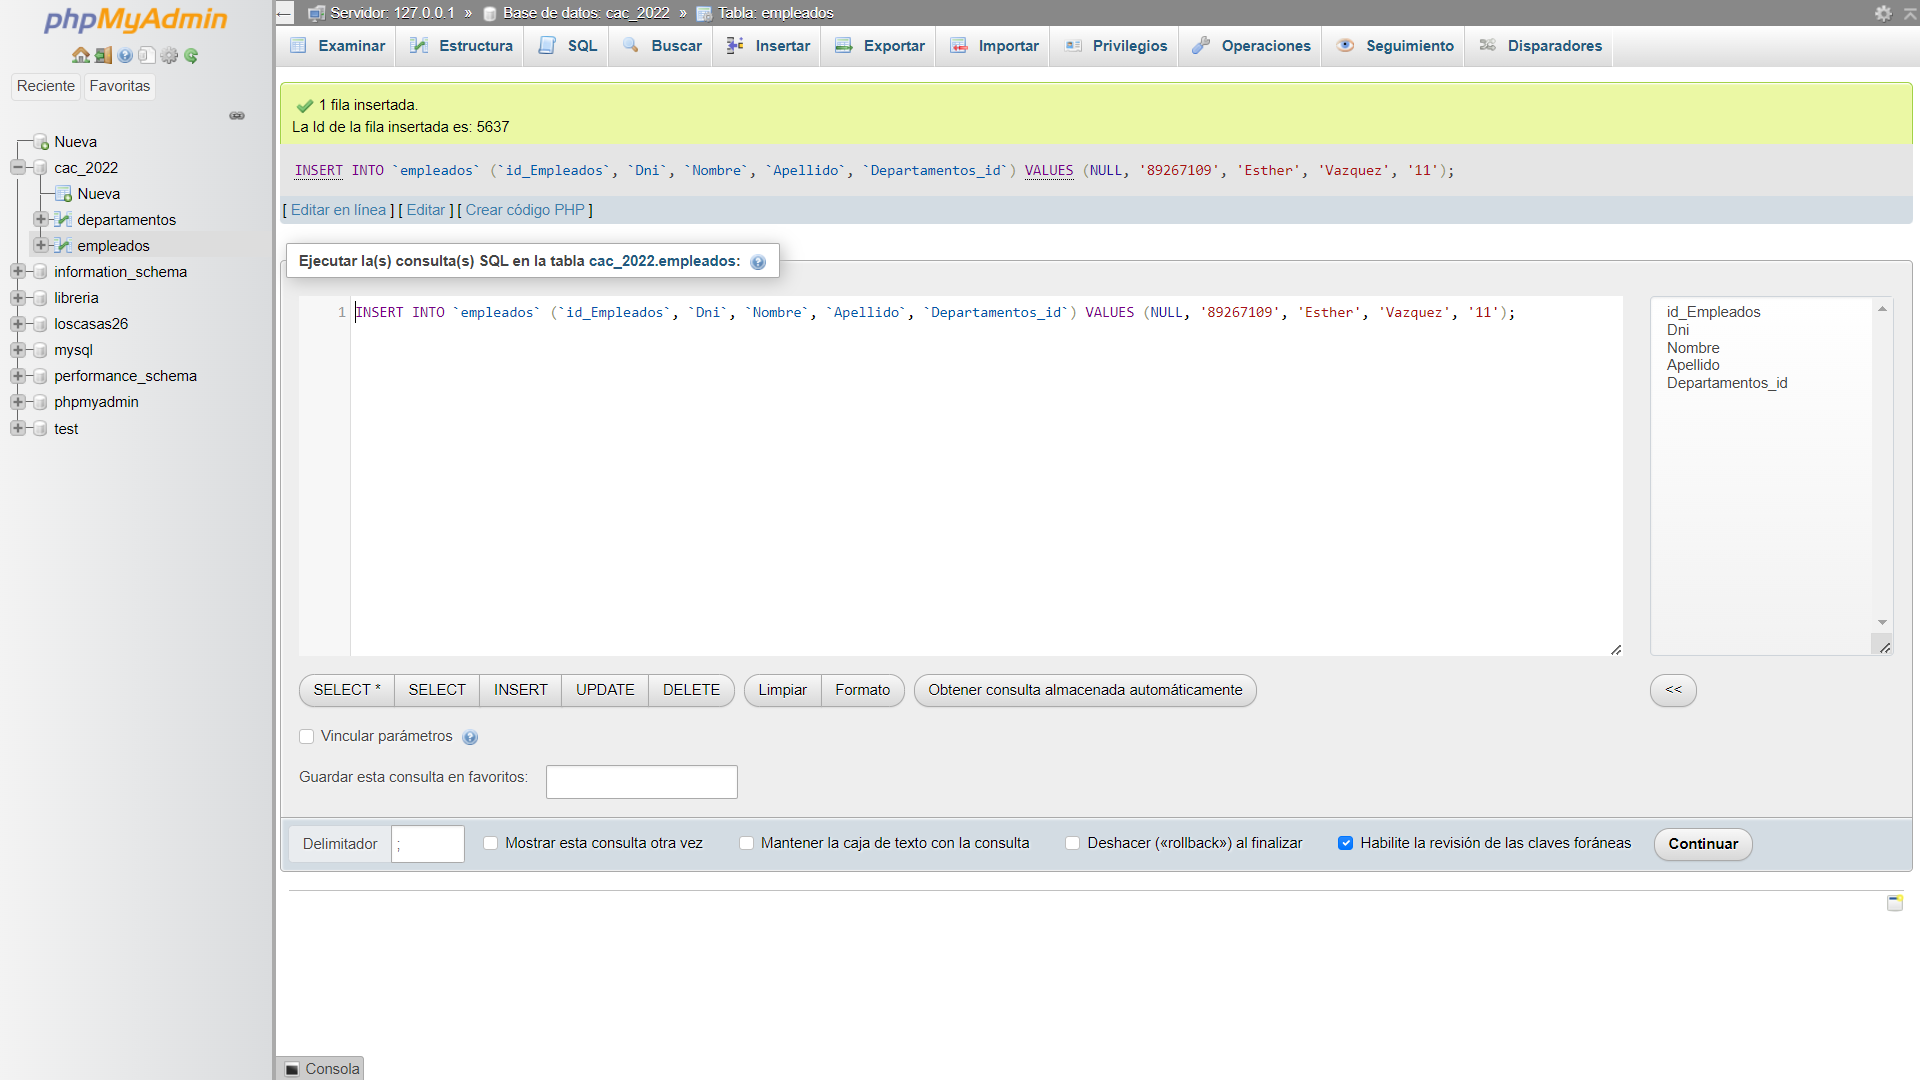 phpMyAdmin
Reciente Favoritas
Nueva
cac_2022
Nueva
departamentos
empleados
information_schema
libreria
loscasas26
mysql
performance_schema
phpmyadmin
test
← Servidor: 127.0.0.1 » Base de datos: cac_2022 » Tabla: empleados
Examinar Estructura SQL Buscar Insertar Exportar Importar Privilegios Operaciones Seguimiento Disparadores
1 fila insertada.
La Id de la fila insertada es: 5637
INSERT INTO `empleados` (`id_Empleados`, `Dni`, `Nombre`, `Apellido`, `Departamentos_id`) VALUES (NULL, '89267109', 'Esther', 'Vazquez', '11');
[ Editar en línea ] [ Editar ] [ Crear código PHP ]
Ejecutar la(s) consulta(s) SQL en la tabla cac_2022.empleados:
1 INSERT INTO `empleados` (`id_Empleados`, `Dni`, `Nombre`, `Apellido`, `Departamentos_id`) VALUES (NULL, '89267109', 'Esther', 'Vazquez', '11');
id_Empleados
Dni
Nombre
Apellido
Departamentos_id
SELECT * SELECT INSERT UPDATE DELETE Limpiar Formato Obtener consulta almacenada automáticamente <<
Vincular parámetros
Guardar esta consulta en favoritos:
Delimitador ; Mostrar esta consulta otra vez Mantener la caja de texto con la consulta Deshacer («rollback») al finalizar Habilite la revisión de las claves foráneas Continuar
Consola